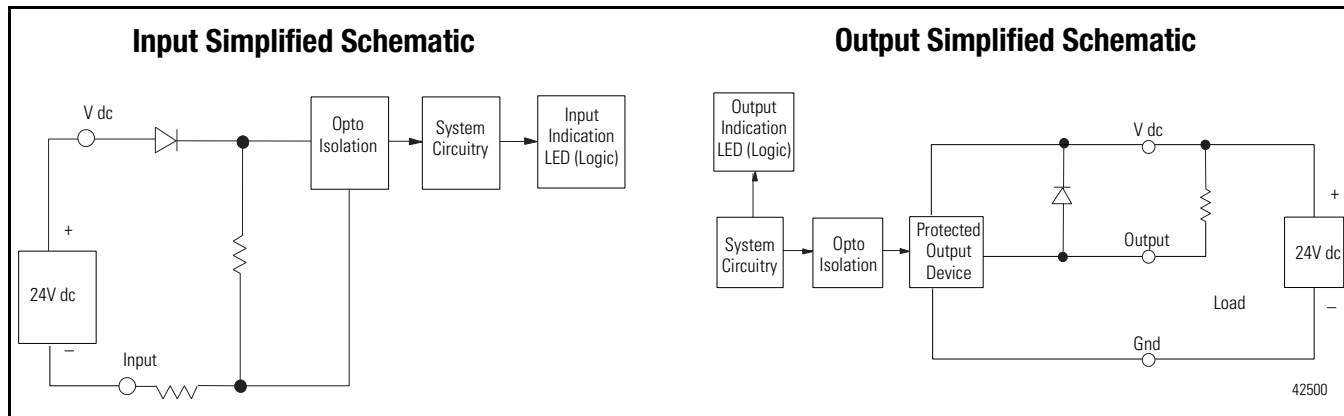 Input Simplified Schematic
V dc
Opto
Isolation
System
Circuitry
Input
Indication
LED (Logic)
+
24V dc
–
Input
Output Simplified Schematic
Output
Indication
LED (Logic)
V dc
+
System
Circuitry
Opto
Isolation
Protected
Output
Device
Output
24V dc
Load
–
Gnd
42500